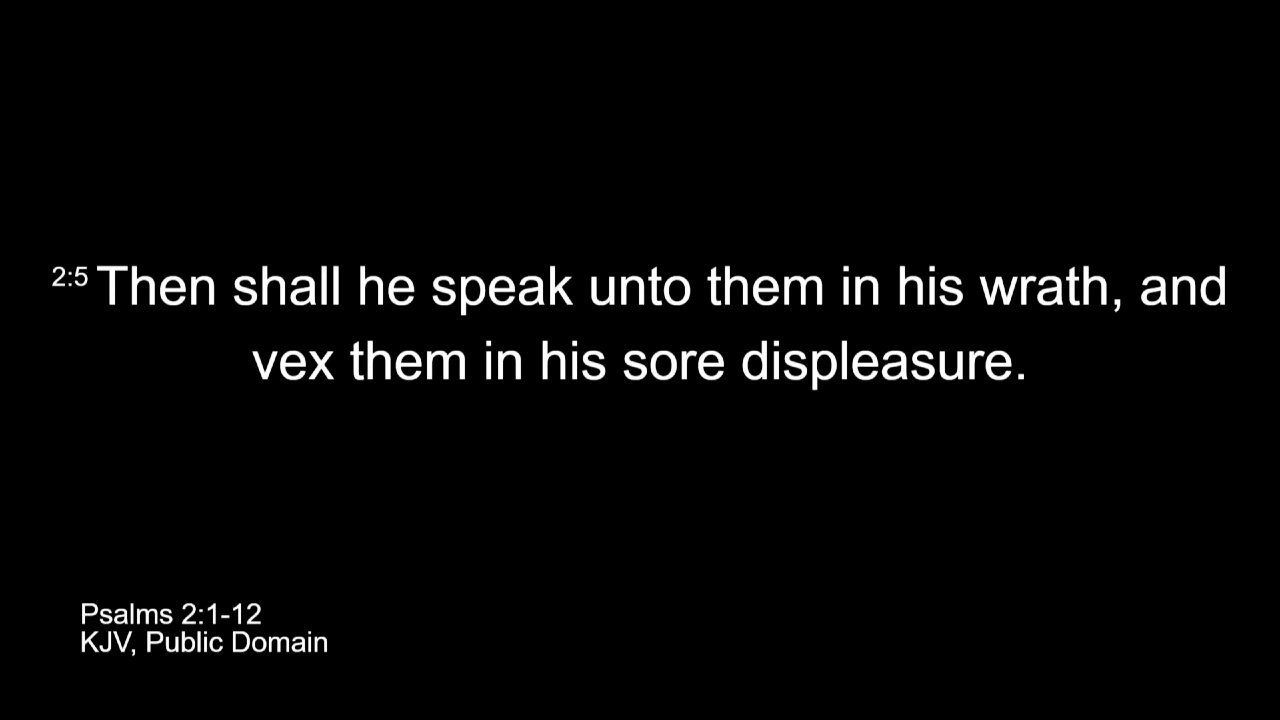 2:5 Then shall he speak unto them in his wrath, and
vex them in his sore displeasure.
Psalms 2:1-12
KJV, Public Domain